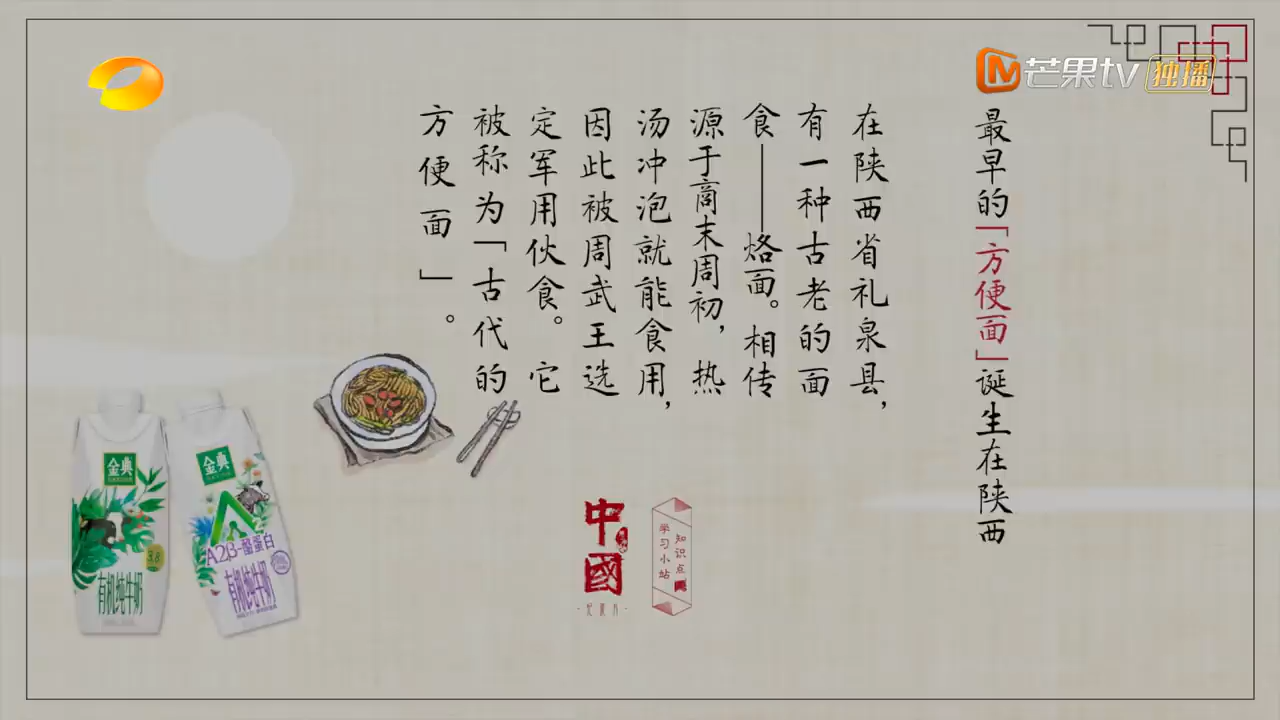 芒果tv 独播
最早的「方便面」诞生在陕西
在陕西省礼泉县，
有一种古老的面
食——烙面。相传
源于商末周初，热
汤冲泡就能食用，
因此被周武王选
定军用伙食。它
被称为「古代的
方便面」。
金典
3.8
有机纯牛奶
金典
A2β-酪蛋白
有机纯牛奶
中國
知识点
学习小站